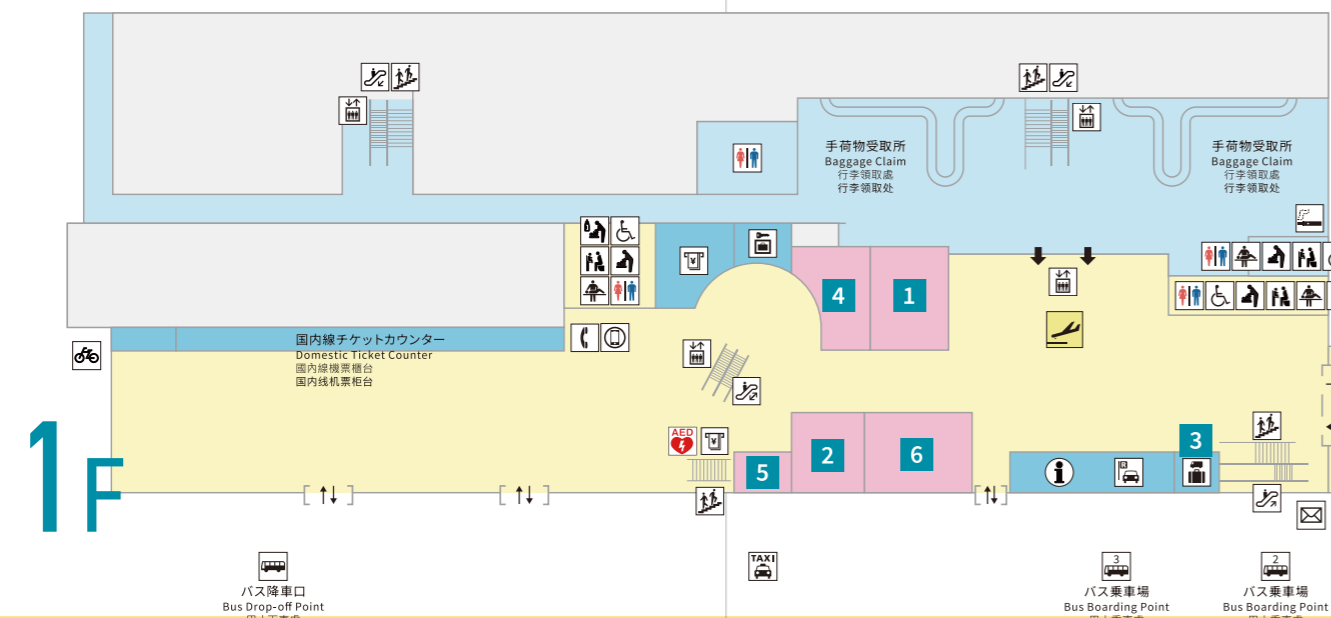 手荷物受取所
Baggage Claim
行李領取處
行李领取处
手荷物受取所
Baggage Claim
行李領取處
行李领取处
4
1
国内線チケットカウンター
Domestic Ticket Counter
國內線機票櫃台
国内线机票柜台
1F
AED
5
2
6
3
TAXI
3
2
バス降車口
Bus Drop-off Point
バス乗車場
Bus Boarding Point
バス乗車場
Bus Boarding Point